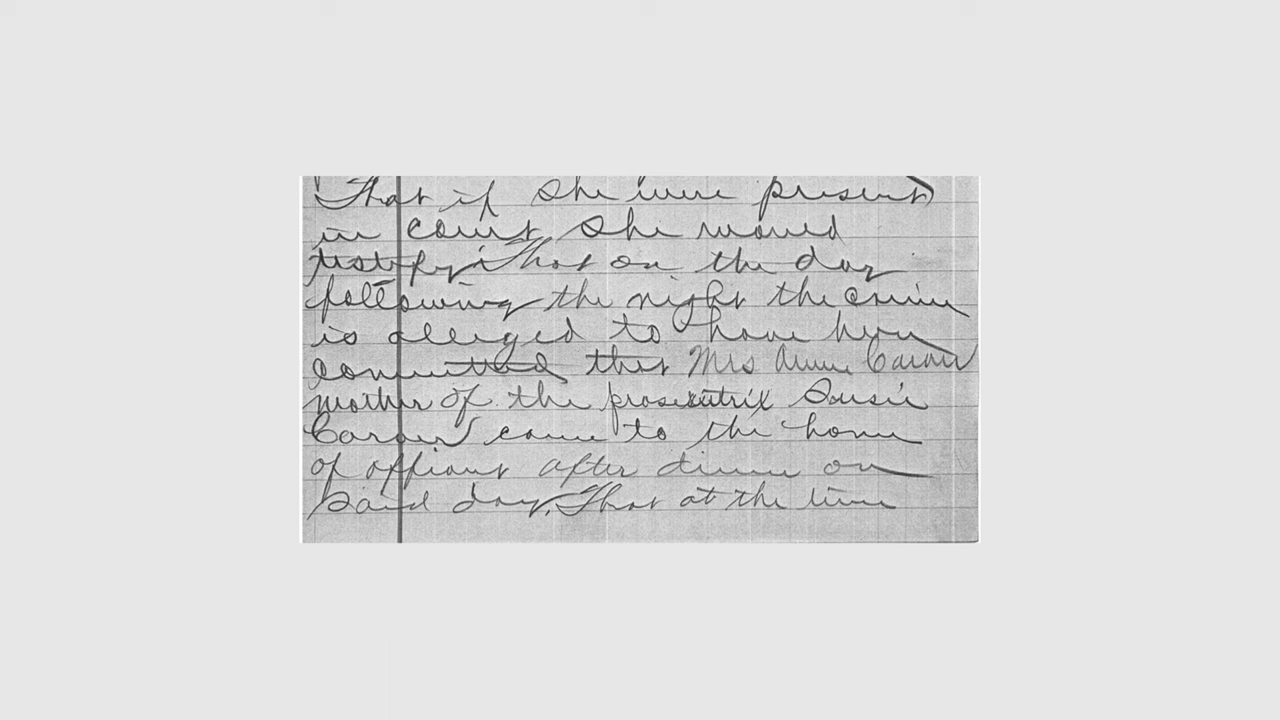 That if she were present
in court she would
testify That on the day
following the night the crime
is alleged to have been
committed that Mrs Annie
mother of the prosecutrix Susie
came to the home
of affiant after dinner on
said day, That at the time